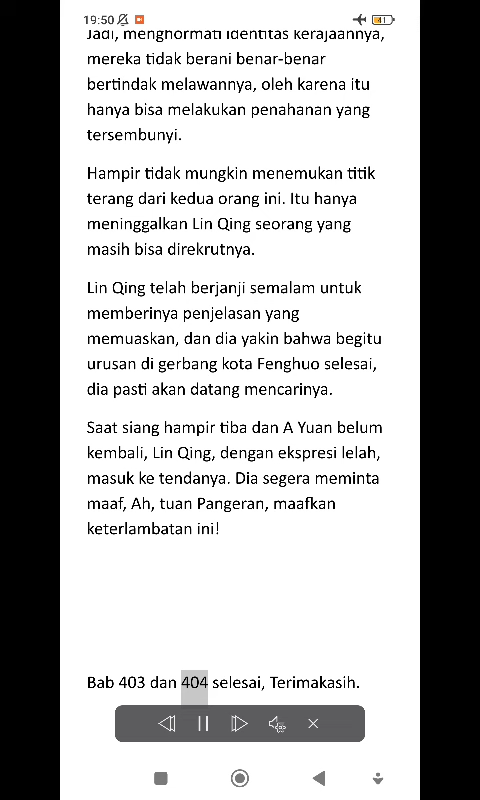 19:50
Jadi, menghormati identitas kerajaannya,
mereka tidak berani benar-benar
bertindak melawannya, oleh karena itu
hanya bisa melakukan penahanan yang
tersembunyi.
Hampir tidak mungkin menemukan titik
terang dari kedua orang ini. Itu hanya
meninggalkan Lin Qing seorang yang
masih bisa direkrutnya.
Lin Qing telah berjanji semalam untuk
memberinya penjelasan yang
memuaskan, dan dia yakin bahwa begitu
urusan di gerbang kota Fenghuo selesai,
dia pasti akan datang mencarinya.
Saat siang hampir tiba dan A Yuan belum
kembali, Lin Qing, dengan ekspresi lelah,
masuk ke tendanya. Dia segera meminta
maaf, Ah, tuan Pangeran, maafkan
keterlambatan ini!
Bab 403 dan 404 selesai, Terimakasih.